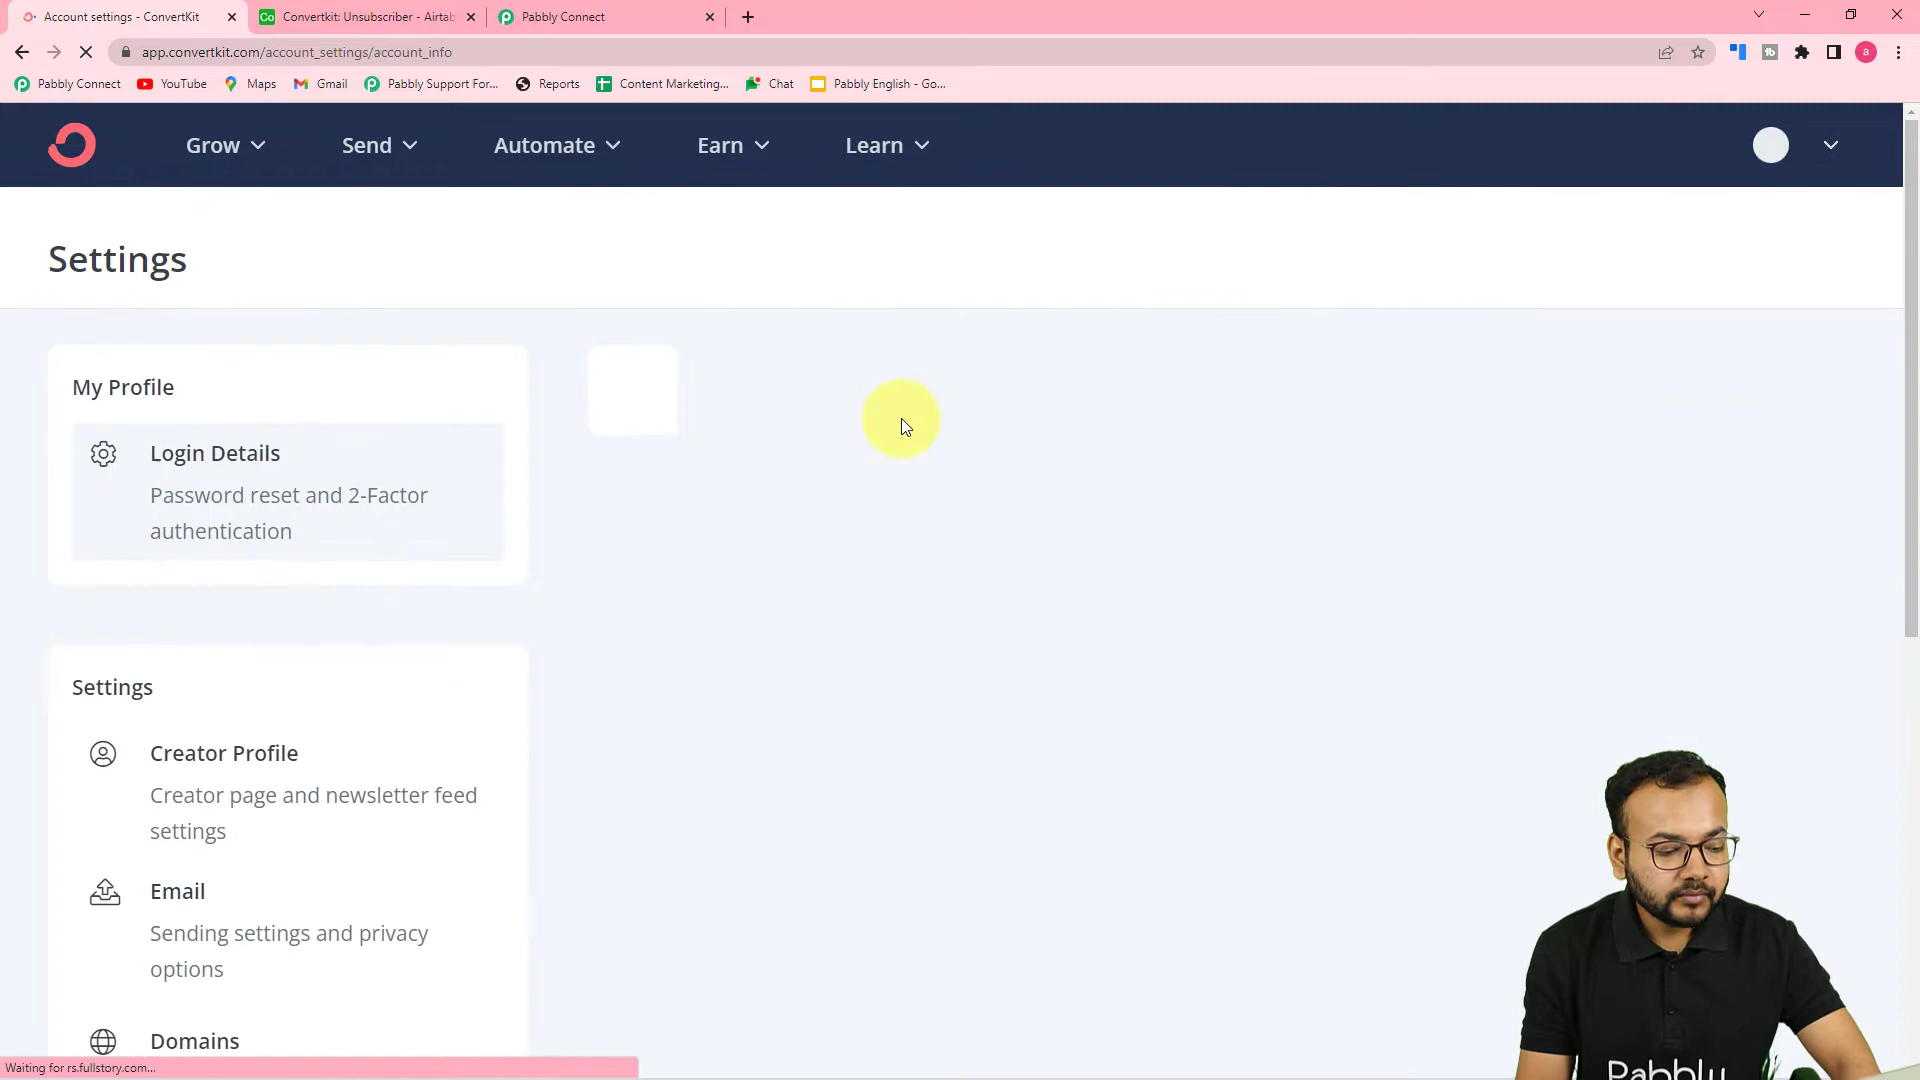 Account settings - ConvertKit
Convertkit: Unsubscriber - Airtab
Pabbly Connect
app.convertkit.com/account_settings/account_info
a
Pabbly Connect
YouTube
Maps
Gmail
Pabbly Support For...
Reports
Content Marketing...
Chat
Pabbly English - Go...
Grow
Send
Automate
Earn
Learn
Settings
My Profile
Login Details
Password reset and 2-Factor
authentication
Settings
Creator Profile
Creator page and newsletter feed
settings
Email
Sending settings and privacy
options
Domains
Waiting for rs.fullstory.com...
Pabbly